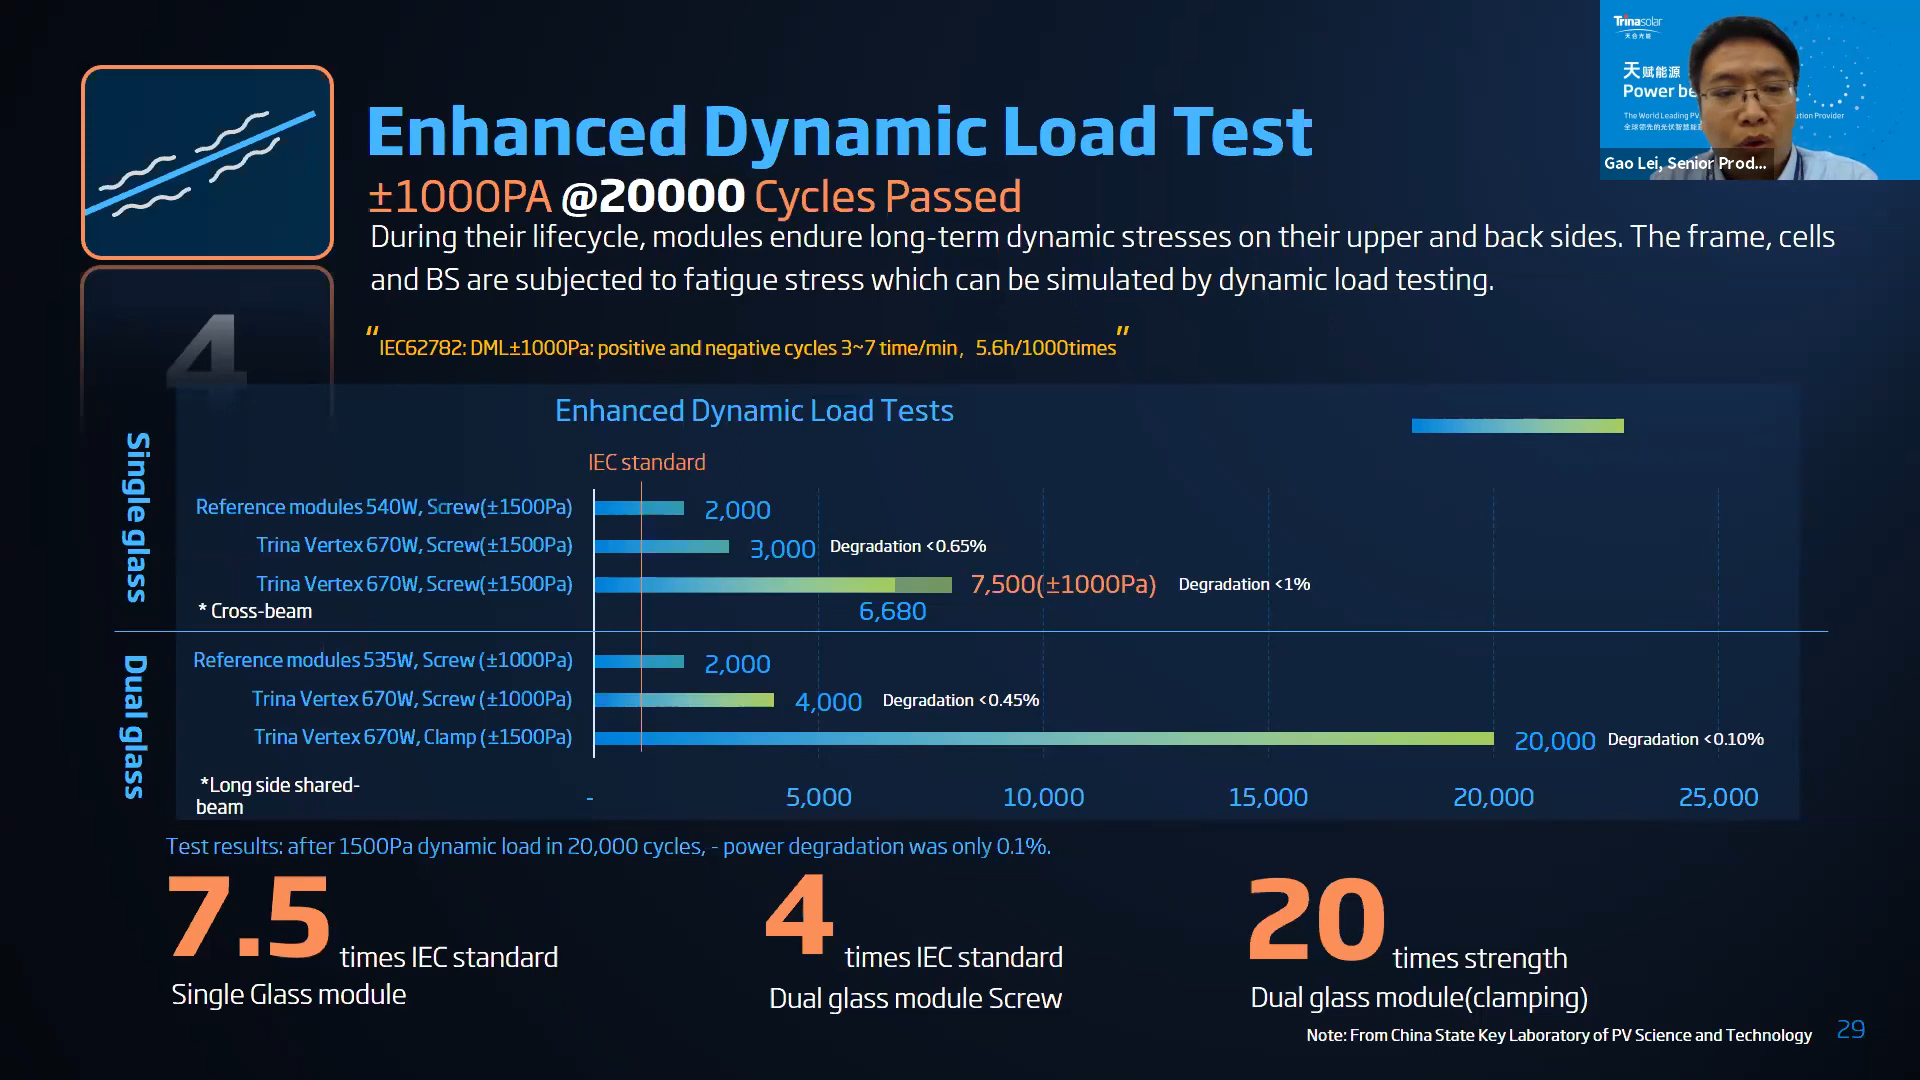 Trinasolar
天合光能
天赋能源
Power be
The World Leading PV
ution Provider
Gao Lei, Senior Prod...
Enhanced Dynamic Load Test
±1000PA @20000 Cycles Passed
During their lifecycle, modules endure long-term dynamic stresses on their upper and back sides. The frame, cells
and BS are subjected to fatigue stress which can be simulated by dynamic load testing.
4
“IEC62782: DML±1000Pa: positive and negative cycles 3~7 time/min，5.6h/1000times”
Enhanced Dynamic Load Tests
IEC standard
Single glass
Reference modules 540W, Screw(±1500Pa) 2,000
Trina Vertex 670W, Screw(±1500Pa) 3,000 Degradation <0.65%
Trina Vertex 670W, Screw(±1500Pa) 7,500(±1000Pa) Degradation <1%
* Cross-beam 6,680
Dual glass
Reference modules 535W, Screw (±1000Pa) 2,000
Trina Vertex 670W, Screw (±1000Pa) 4,000 Degradation <0.45%
Trina Vertex 670W, Clamp (±1500Pa) 20,000 Degradation <0.10%
*Long side shared-
beam
- 5,000 10,000 15,000 20,000 25,000
Test results: after 1500Pa dynamic load in 20,000 cycles, - power degradation was only 0.1%.
7.5 times IEC standard
Single Glass module
4 times IEC standard
Dual glass module Screw
20 times strength
Dual glass module(clamping)
Note: From China State Key Laboratory of PV Science and Technology
29